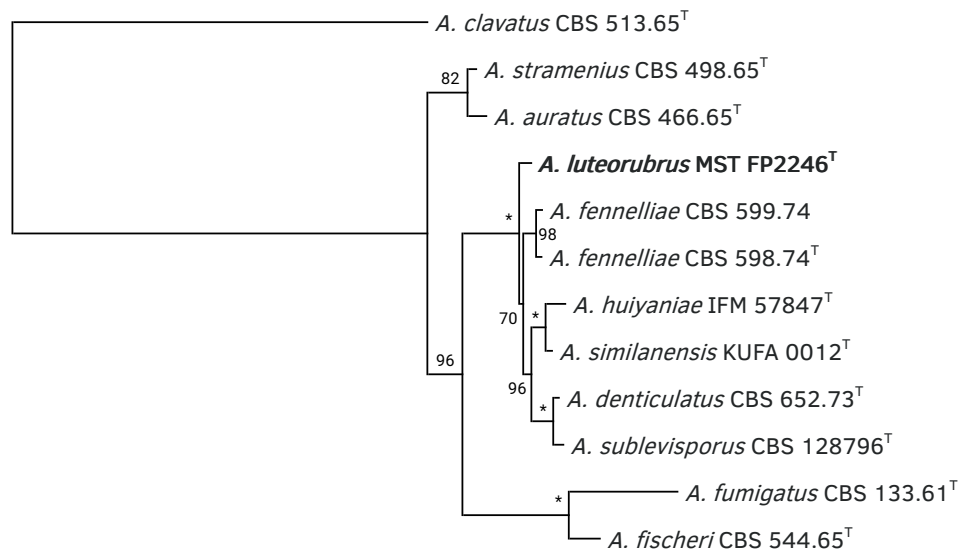 A. clavatus CBS 513.65ᵀ
82
A. stramenius CBS 498.65ᵀ
A. auratus CBS 466.65ᵀ
A. luteorubrus MST FP2246ᵀ
*
A. fennelliae CBS 599.74
98
A. fennelliae CBS 598.74ᵀ
A. huiyaniae IFM 57847ᵀ
70
*
A. similanensis KUFA 0012ᵀ
96
96
A. denticulatus CBS 652.73ᵀ
*
A. sublevisporus CBS 128796ᵀ
A. fumigatus CBS 133.61ᵀ
*
A. fischeri CBS 544.65ᵀ